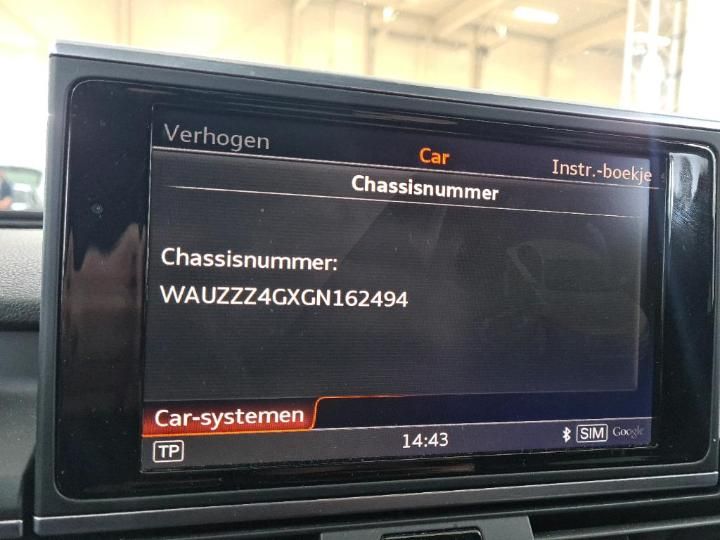 Verhogen
Car
Instr.-boekje
Chassisnummer
Chassisnummer:
WAUZZZ4GXGN162494
Car-systemen
TP
14:43
SIM
Google